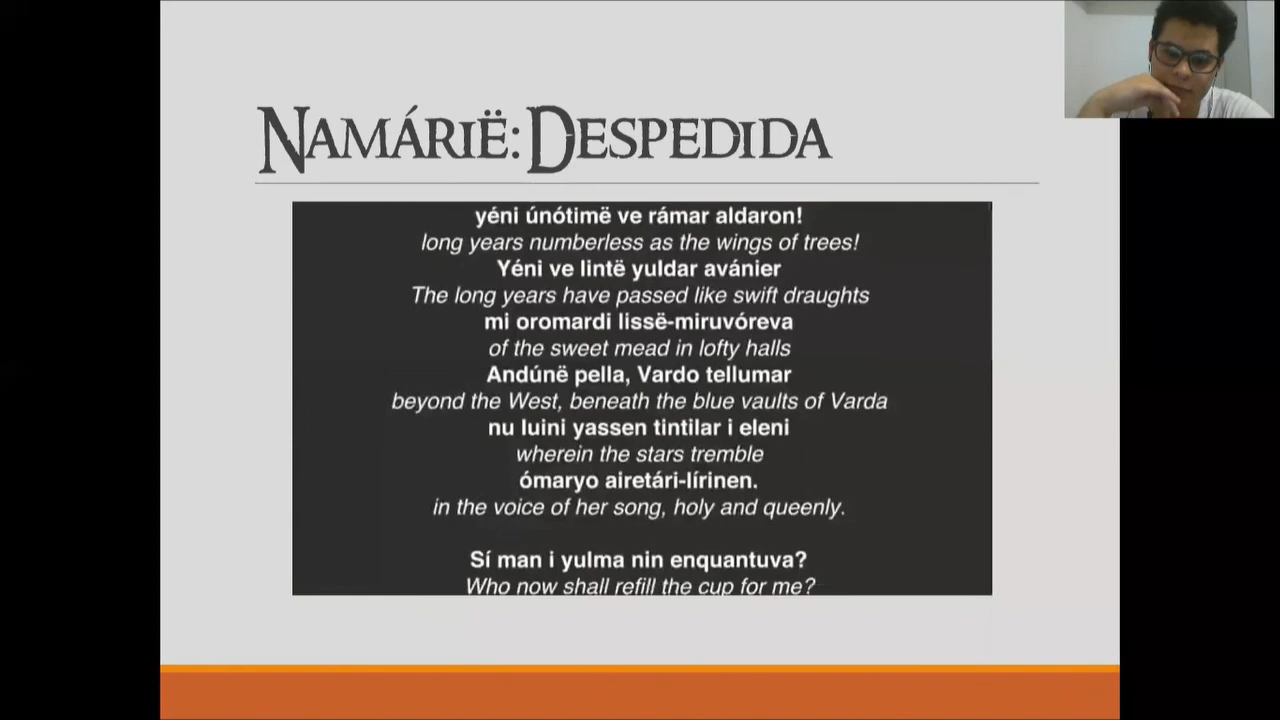 NAMÁRIË: DESPEDIDA
yéni únótimë ve rámar aldaron!
long years numberless as the wings of trees!
Yéni ve lintë yuldar avánier
The long years have passed like swift draughts
mi oromardi lissë-miruvóreva
of the sweet mead in lofty halls
Andúnë pella, Vardo tellumar
beyond the West, beneath the blue vaults of Varda
nu luini yassen tintilar i eleni
wherein the stars tremble
ómaryo airetári-lírinen.
in the voice of her song, holy and queenly.
Sí man i yulma nin enquantuva?
Who now shall refill the cup for me?